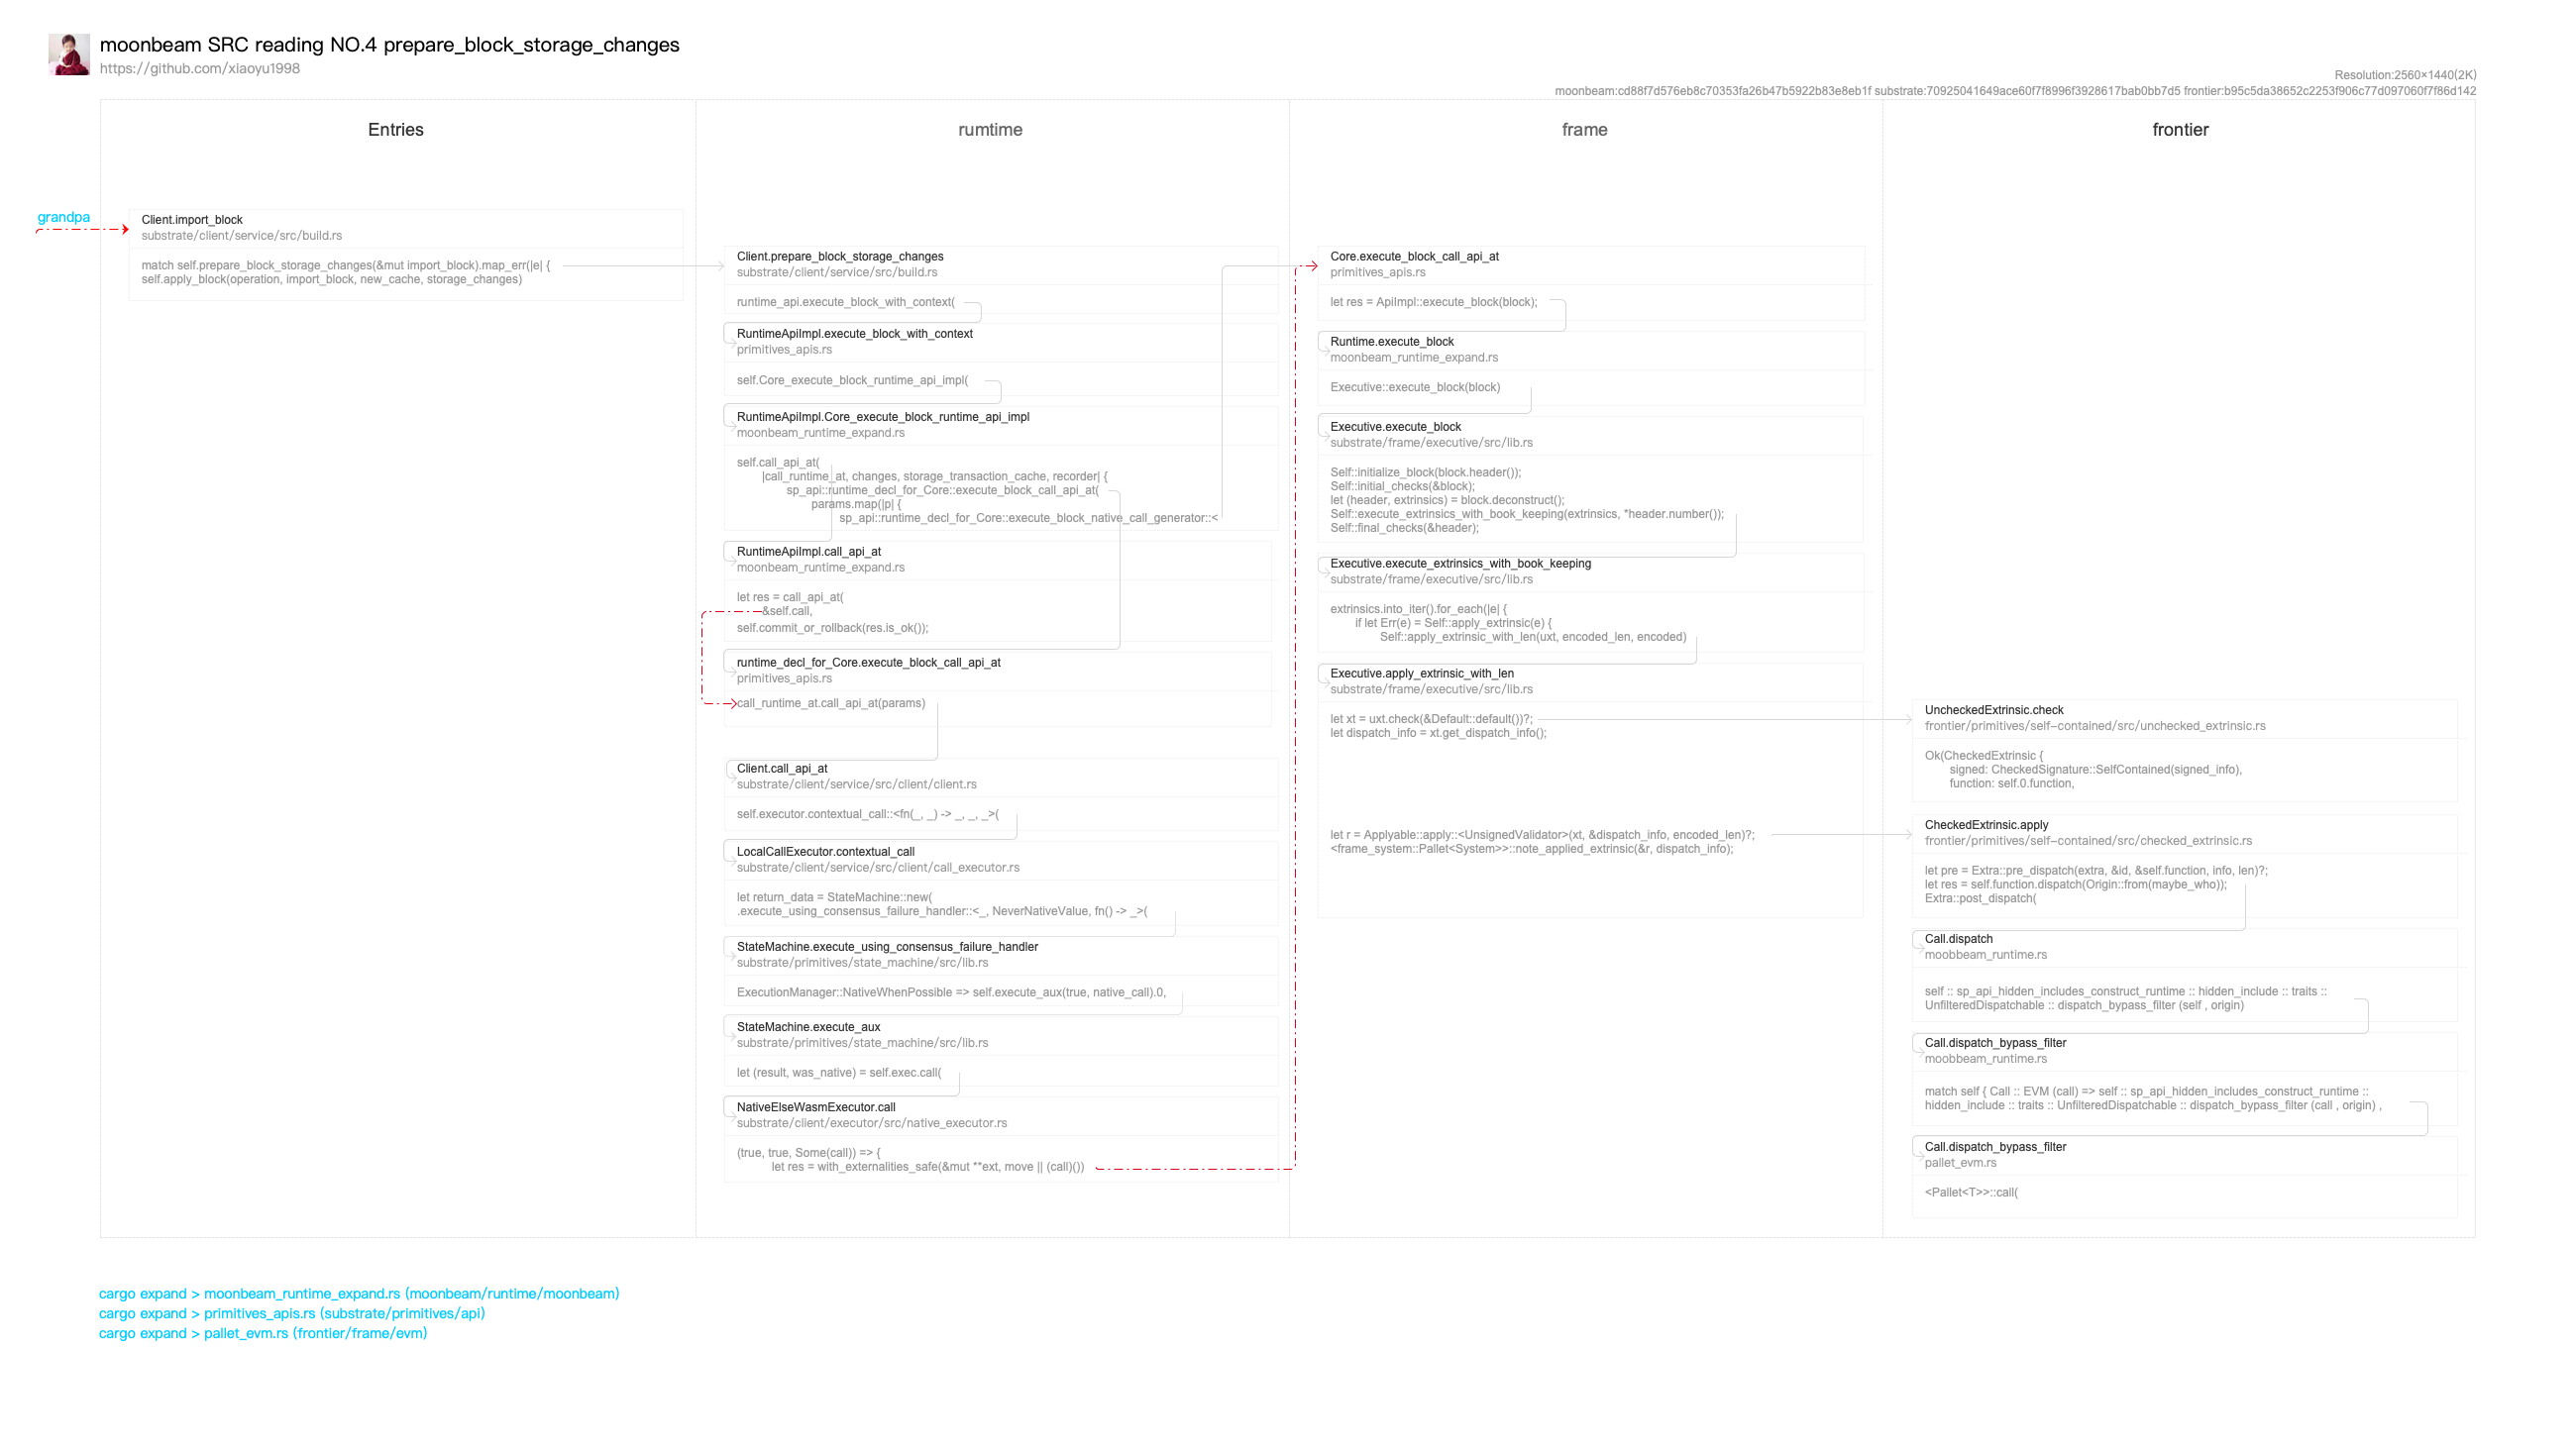 moonbeam SRC reading NO.4 prepare_block_storage_changes
https://github.com/xiaoyu1998
Resolution:2560×1440(2K)
moonbeam:cd88f7d576eb8c70353fa26b47b5922b83e8eb1f substrate:70925041649ace60f7f8996f3928617bab0bb7d5 frontier:b95c5da38652c2253f906c77d097060f7f86d142
Entries
rumtime
frame
frontier
grandpa
Client.import_block
substrate/client/service/src/build.rs
match self.prepare_block_storage_changes(&mut import_block).map_err(|e| {
self.apply_block(operation, import_block, new_cache, storage_changes)
Client.prepare_block_storage_changes
substrate/client/service/src/build.rs
runtime_api.execute_block_with_context(
RuntimeApiImpl.execute_block_with_context
primitives_apis.rs
self.Core_execute_block_runtime_api_impl(
RuntimeApiImpl.Core_execute_block_runtime_api_impl
moonbeam_runtime_expand.rs
self.call_api_at(
|call_runtime_at, changes, storage_transaction_cache, recorder| {
sp_api::runtime_decl_for_Core::execute_block_call_api_at(
params.map(|p| {
sp_api::runtime_decl_for_Core::execute_block_native_call_generator::<
RuntimeApiImpl.call_api_at
moonbeam_runtime_expand.rs
let res = call_api_at(
&self.call,
self.commit_or_rollback(res.is_ok());
runtime_decl_for_Core.execute_block_call_api_at
primitives_apis.rs
call_runtime_at.call_api_at(params)
Client.call_api_at
substrate/client/service/src/client/client.rs
self.executor.contextual_call::<fn(_, _) -> _, _, _>(
LocalCallExecutor.contextual_call
substrate/client/service/src/client/call_executor.rs
let return_data = StateMachine::new(
.execute_using_consensus_failure_handler::<_, NeverNativeValue, fn() -> _>(
StateMachine.execute_using_consensus_failure_handler
substrate/primitives/state_machine/src/lib.rs
ExecutionManager::NativeWhenPossible => self.execute_aux(true, native_call).0,
StateMachine.execute_aux
substrate/primitives/state_machine/src/lib.rs
let (result, was_native) = self.exec.call(
NativeElseWasmExecutor.call
substrate/client/executor/src/native_executor.rs
(true, true, Some(call)) => {
let res = with_externalities_safe(&mut **ext, move || (call)())
Core.execute_block_call_api_at
primitives_apis.rs
let res = ApiImpl::execute_block(block);
Runtime.execute_block
moonbeam_runtime_expand.rs
Executive::execute_block(block)
Executive.execute_block
substrate/frame/executive/src/lib.rs
Self::initialize_block(block.header());
Self::initial_checks(&block);
let (header, extrinsics) = block.deconstruct();
Self::execute_extrinsics_with_book_keeping(extrinsics, *header.number());
Self::final_checks(&header);
Executive.execute_extrinsics_with_book_keeping
substrate/frame/executive/src/lib.rs
extrinsics.into_iter().for_each(|e| {
if let Err(e) = Self::apply_extrinsic(e) {
Self::apply_extrinsic_with_len(uxt, encoded_len, encoded)
Executive.apply_extrinsic_with_len
substrate/frame/executive/src/lib.rs
let xt = uxt.check(&Default::default())?;
let dispatch_info = xt.get_dispatch_info();
let r = Applyable::apply::<UnsignedValidator>(xt, &dispatch_info, encoded_len)?;
<frame_system::Pallet<System>>::note_applied_extrinsic(&r, dispatch_info);
UncheckedExtrinsic.check
frontier/primitives/self-contained/src/unchecked_extrinsic.rs
Ok(CheckedExtrinsic {
signed: CheckedSignature::SelfContained(signed_info),
function: self.0.function,
CheckedExtrinsic.apply
frontier/primitives/self-contained/src/checked_extrinsic.rs
let pre = Extra::pre_dispatch(extra, &id, &self.function, info, len)?;
let res = self.function.dispatch(Origin::from(maybe_who));
Extra::post_dispatch(
Call.dispatch
moobbeam_runtime.rs
self :: sp_api_hidden_includes_construct_runtime :: hidden_include :: traits ::
UnfilteredDispatchable :: dispatch_bypass_filter (self , origin)
Call.dispatch_bypass_filter
moobbeam_runtime.rs
match self { Call :: EVM (call) => self :: sp_api_hidden_includes_construct_runtime ::
hidden_include :: traits :: UnfilteredDispatchable :: dispatch_bypass_filter (call , origin) ,
Call.dispatch_bypass_filter
pallet_evm.rs
<Pallet<T>>::call(
cargo expand > moonbeam_runtime_expand.rs (moonbeam/runtime/moonbeam)
cargo expand > primitives_apis.rs (substrate/primitives/api)
cargo expand > pallet_evm.rs (frontier/frame/evm)